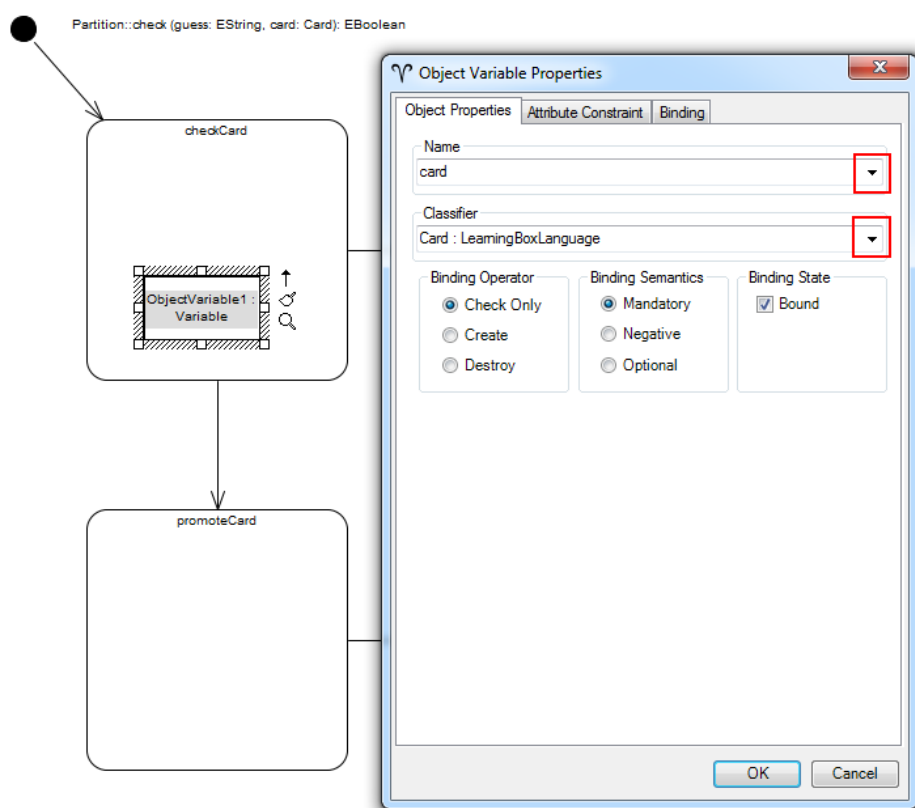 Partition::check (guess: EString, card: Card): EBoolean
checkCard
ObjectVariable1 :
Variable
promoteCard
Object Variable Properties
Object Properties
Attribute Constraint
Binding
Name
card
Classifier
Card : LearningBoxLanguage
Binding Operator
Check Only
Create
Destroy
Binding Semantics
Mandatory
Negative
Optional
Binding State
Bound
OK
Cancel